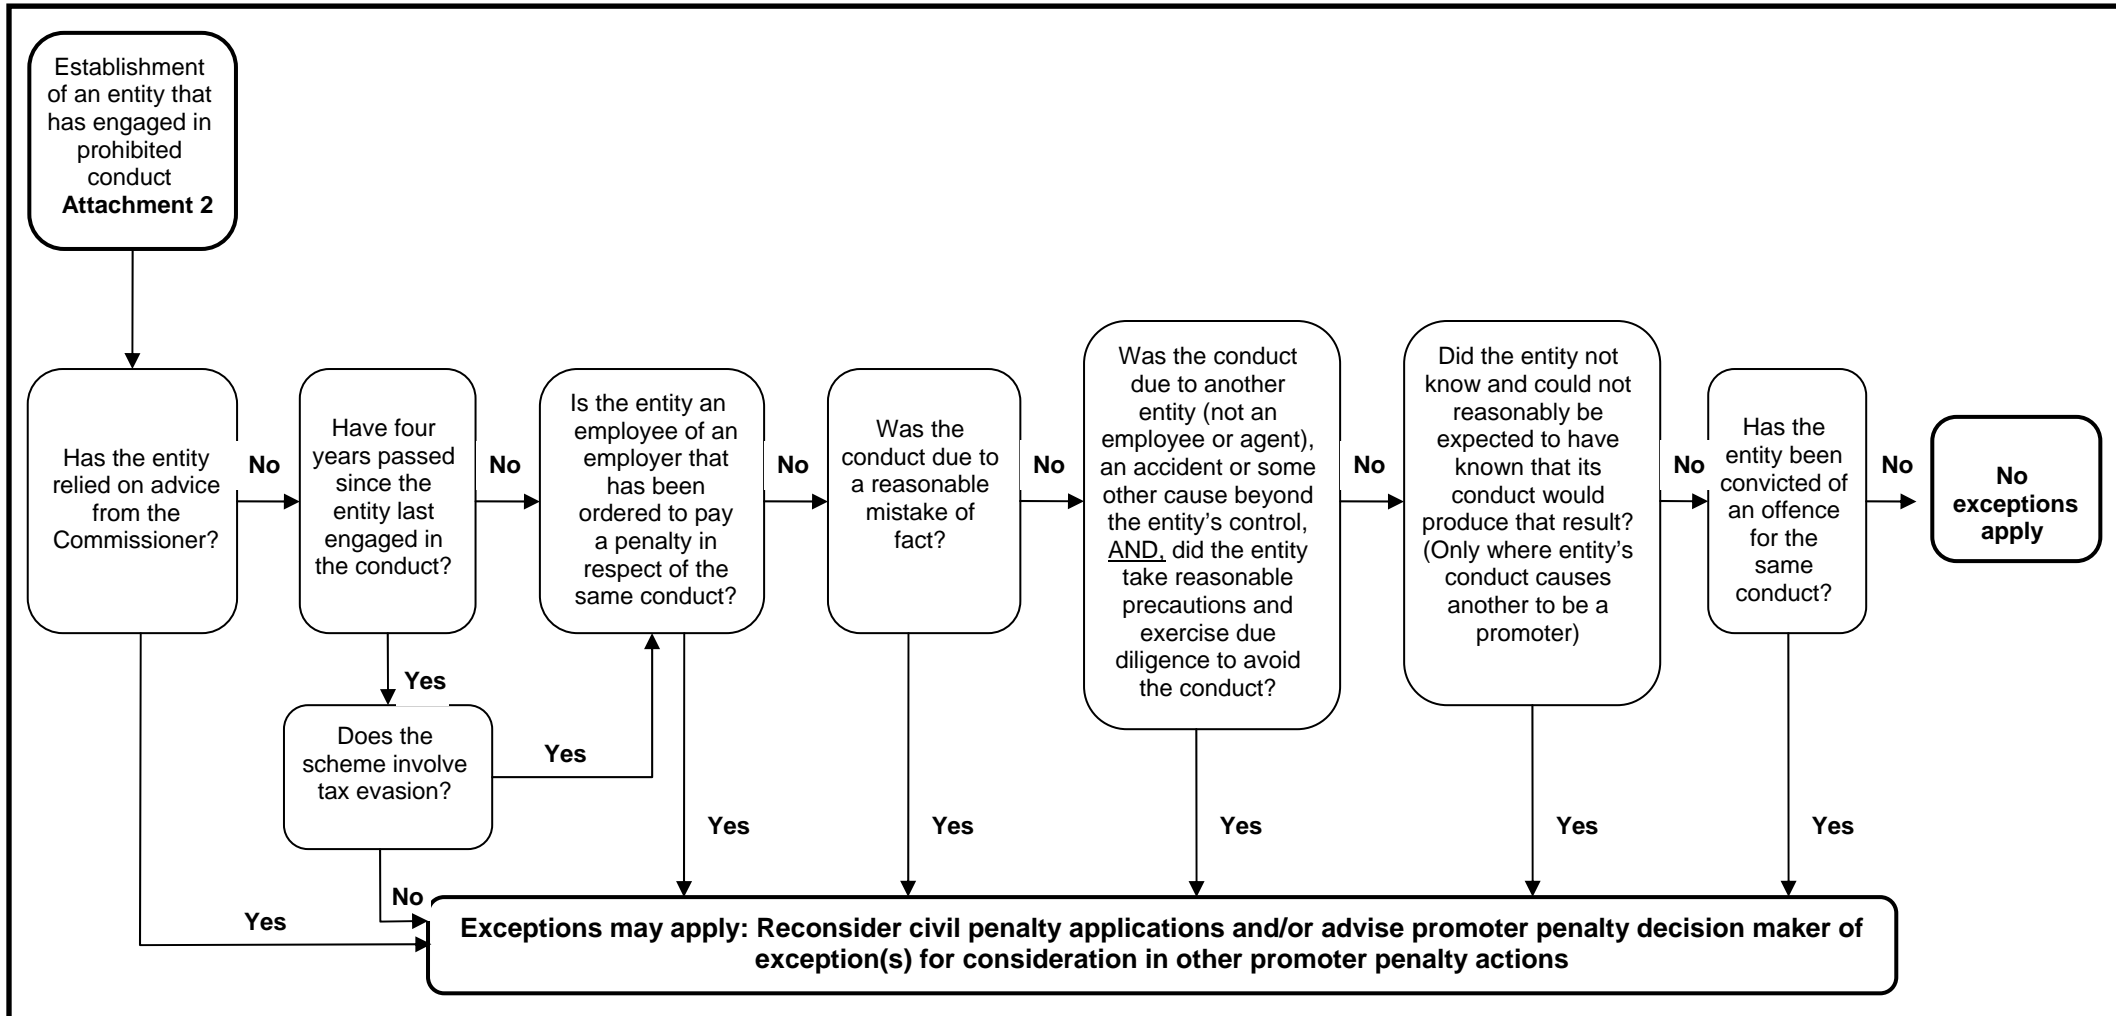 Establishment
of an entity that
has engaged in
prohibited
conduct
Attachment 2
Has the entity
relied on advice
from the
Commissioner?
No
Have four
years passed
since the
entity last
engaged in
the conduct?
No
Is the entity an
employee of an
employer that
has been
ordered to pay
a penalty in
respect of the
same conduct?
No
Was the
conduct due to
a reasonable
mistake of
fact?
No
Was the conduct
due to another
entity (not an
employee or agent),
an accident or some
other cause beyond
the entity’s control,
AND, did the entity
take reasonable
precautions and
exercise due
diligence to avoid
the conduct?
No
Did the entity not
know and could not
reasonably be
expected to have
known that its
conduct would
produce that result?
(Only where entity’s
conduct causes
another to be a
promoter)
No
Has the
entity been
convicted of
an offence
for the
same
conduct?
No
No
exceptions
apply
Yes
Does the
scheme involve
tax evasion?
Yes
Yes
Yes
Yes
Yes
Yes
No
Yes
Exceptions may apply: Reconsider civil penalty applications and/or advise promoter penalty decision maker of
exception(s) for consideration in other promoter penalty actions